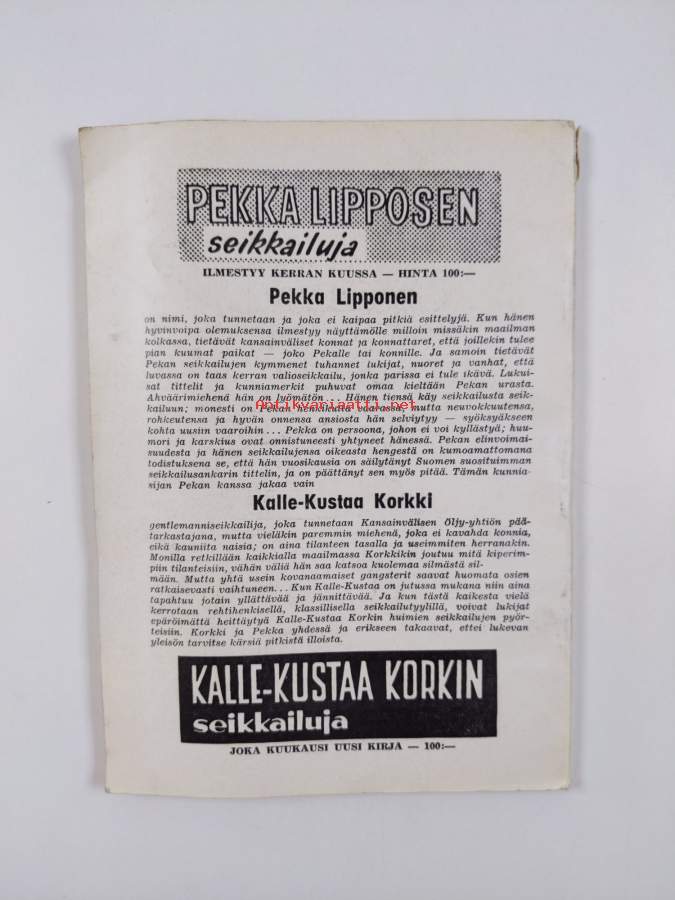 PEKKA LIPPOSEN
seikkailuja
ILMESTYY KERRAN KUUSSA — HINTA 100:—
Pekka Lipponen
on nimi, joka tunnetaan ja joka ei kaipaa pitkiä esittelyjä. Kun hänen
hyvinvoipa olemuksensa ilmestyy näyttämölle milloin missäkin maailman
kolkassa, tietävät kansainväliset konnat ja konnattaret, että joillekin tulee
pian kuumat paikat — joko Pekalle tai konnille. Ja samoin tietävät
Pekan seikkailujen kymmenet tuhannet lukijat, nuoret ja vanhat, että
luvassa on taas kerran valioseikkailu, jonka parissa ei tule ikävä. Lukui-
sat tittelit ja kunniamerkit puhuvat omaa kieltään Pekan urasta.
Ahväärimiehenä hän on lyömätön... Hänen tiensä käy seikkailusta seik-
kailuun; monesti on Pekan henkikulta vaarassa, mutta neuvokkuutensa,
rohkeutensa ja hyvän onnensa ansiosta hän selviytyy — syöksyäkseen
kohta uusiin vaaroihin... Pekka on persoona, johon ei voi kyllästyä; huu-
mori ja karskius ovat onnistuneesti yhtyneet hänessä. Pekan elinvoimai-
suudesta ja hänen seikkailujensa oikeasta hengestä on kumoamattomana
todistuksena se, että hän vuosikausia on säilytänyt Suomen suosituimman
seikkailusankarin tittelin, ja on päättänyt sen myös pitää. Tämän kunnia-
sijan Pekan kanssa jakaa vain
Kalle-Kustaa Korkki
gentlemanniseikkailija, joka tunnetaan Kansainvälisen Öljy-yhtiön pää-
tarkastajana, mutta vieläkin paremmin miehenä, joka ei kavahda konnia,
eikä kauniita naisia; on aina tilanteen tasalla ja useimmiten herranakin.
Monilla retkillään kaikkialla maailmassa Korkkikin joutuu mitä kiperim-
piin tilanteisiin, vähän väliä hän saa katsoa kuolemaa silmästä sil-
mään. Mutta yhtä usein kovanaamaiset gangsterit saavat huomata osien
ratkaisevasti vaihtuneen... Kun Kalle-Kustaa on jutussa mukana niin aina
tapahtuu jotain yllättävää ja jännittävää. Ja kun tästä kaikesta vielä
kerrotaan rehtihenkisellä, klassillisella seikkailutyylillä, voivat lukijat
epäröimättä heittäytyä Kalle-Kustaa Korkin huimien seikkailujen pyör-
teisiin. Korkki ja Pekka yhdessä ja erikseen takaavat, ettei lukevan
yleisön tarvitse kärsiä pitkistä illoista.
KALLE-KUSTAA KORKIN
seikkailuja
JOKA KUUKAUSI UUSI KIRJA — 100:—
Antikvariaatti.net